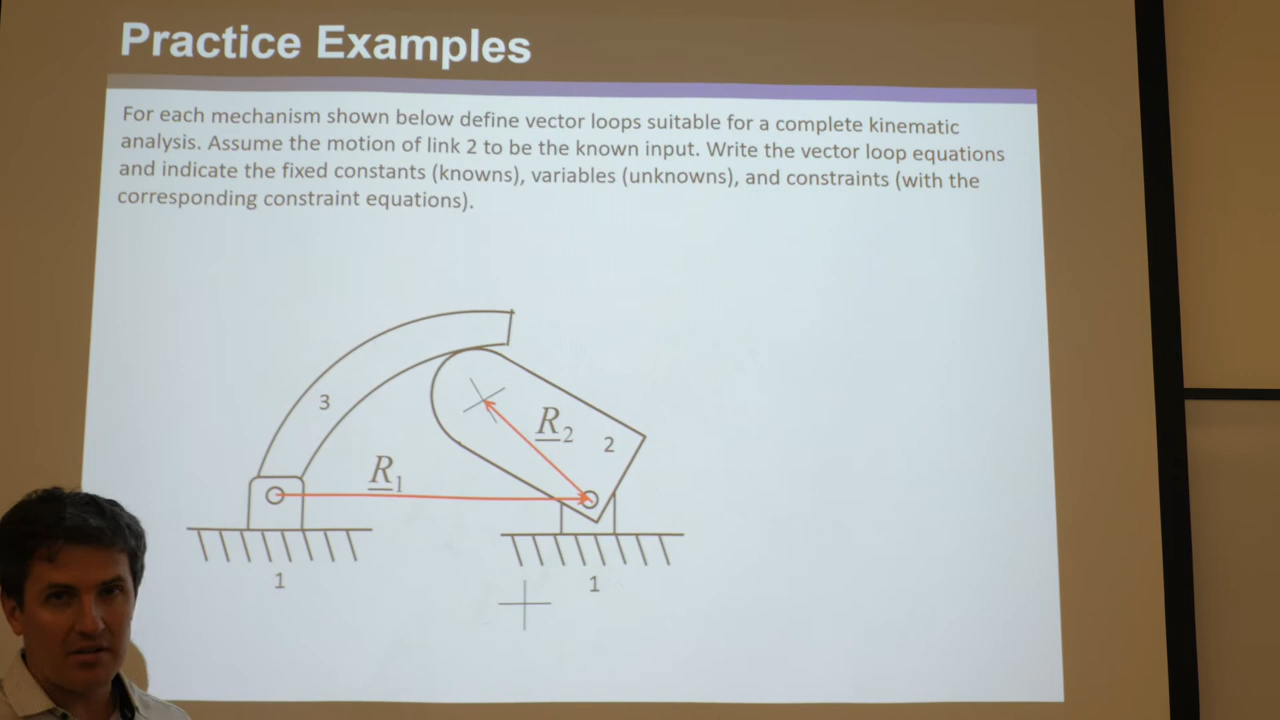 Practice Examples
For each mechanism shown below define vector loops suitable for a complete kinematic
analysis. Assume the motion of link 2 to be the known input. Write the vector loop equations
and indicate the fixed constants (knowns), variables (unknowns), and constraints (with the
corresponding constraint equations).
3
R₂
2
R₁
1
1